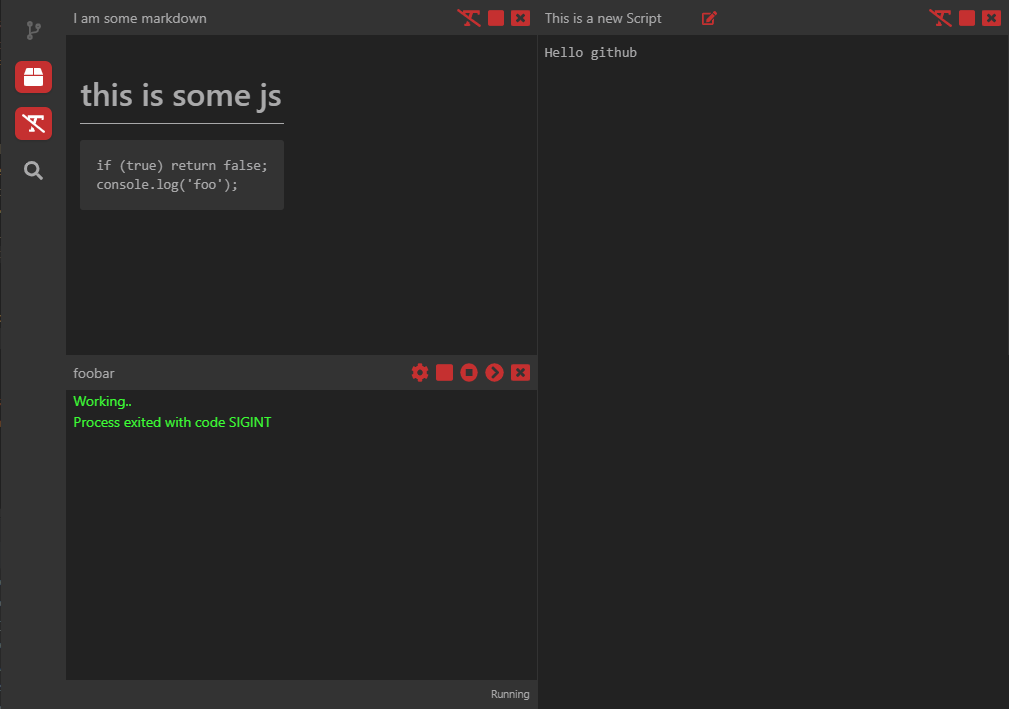 I am some markdown
this is some js
if (true) return false;
console.log('foo');
foobar
Working..
Process exited with code SIGINT
Running
This is a new Script
Hello github